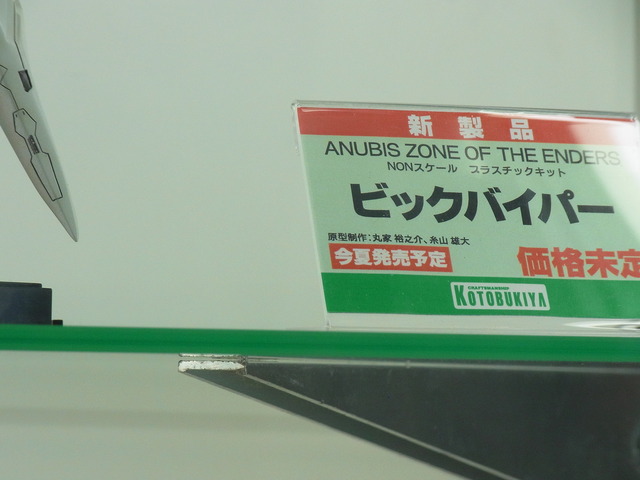 新製品
ANUBIS ZONE OF THE ENDERS
NONスケール プラスチックキット
ビックバイパー
原型制作：丸家 裕之介、糸山 雄大
今夏発売予定
価格未定
CRAFTSMANSHIP
KOTOBUKIYA